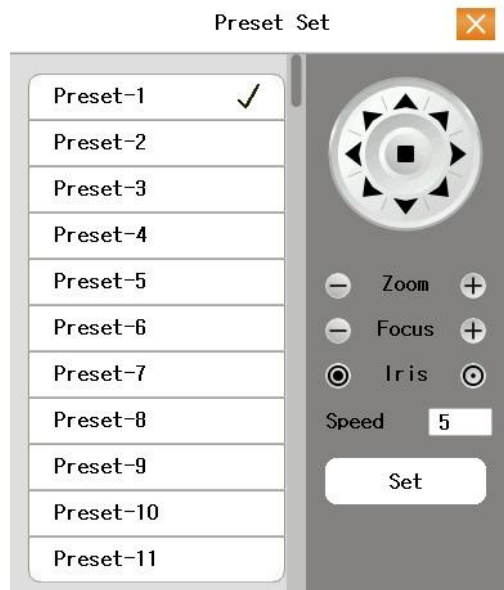 Preset Set
Preset-1
Preset-2
Preset-3
Preset-4
Preset-5
Preset-6
Preset-7
Preset-8
Preset-9
Preset-10
Preset-11
Zoom
Focus
Iris
Speed 5
Set